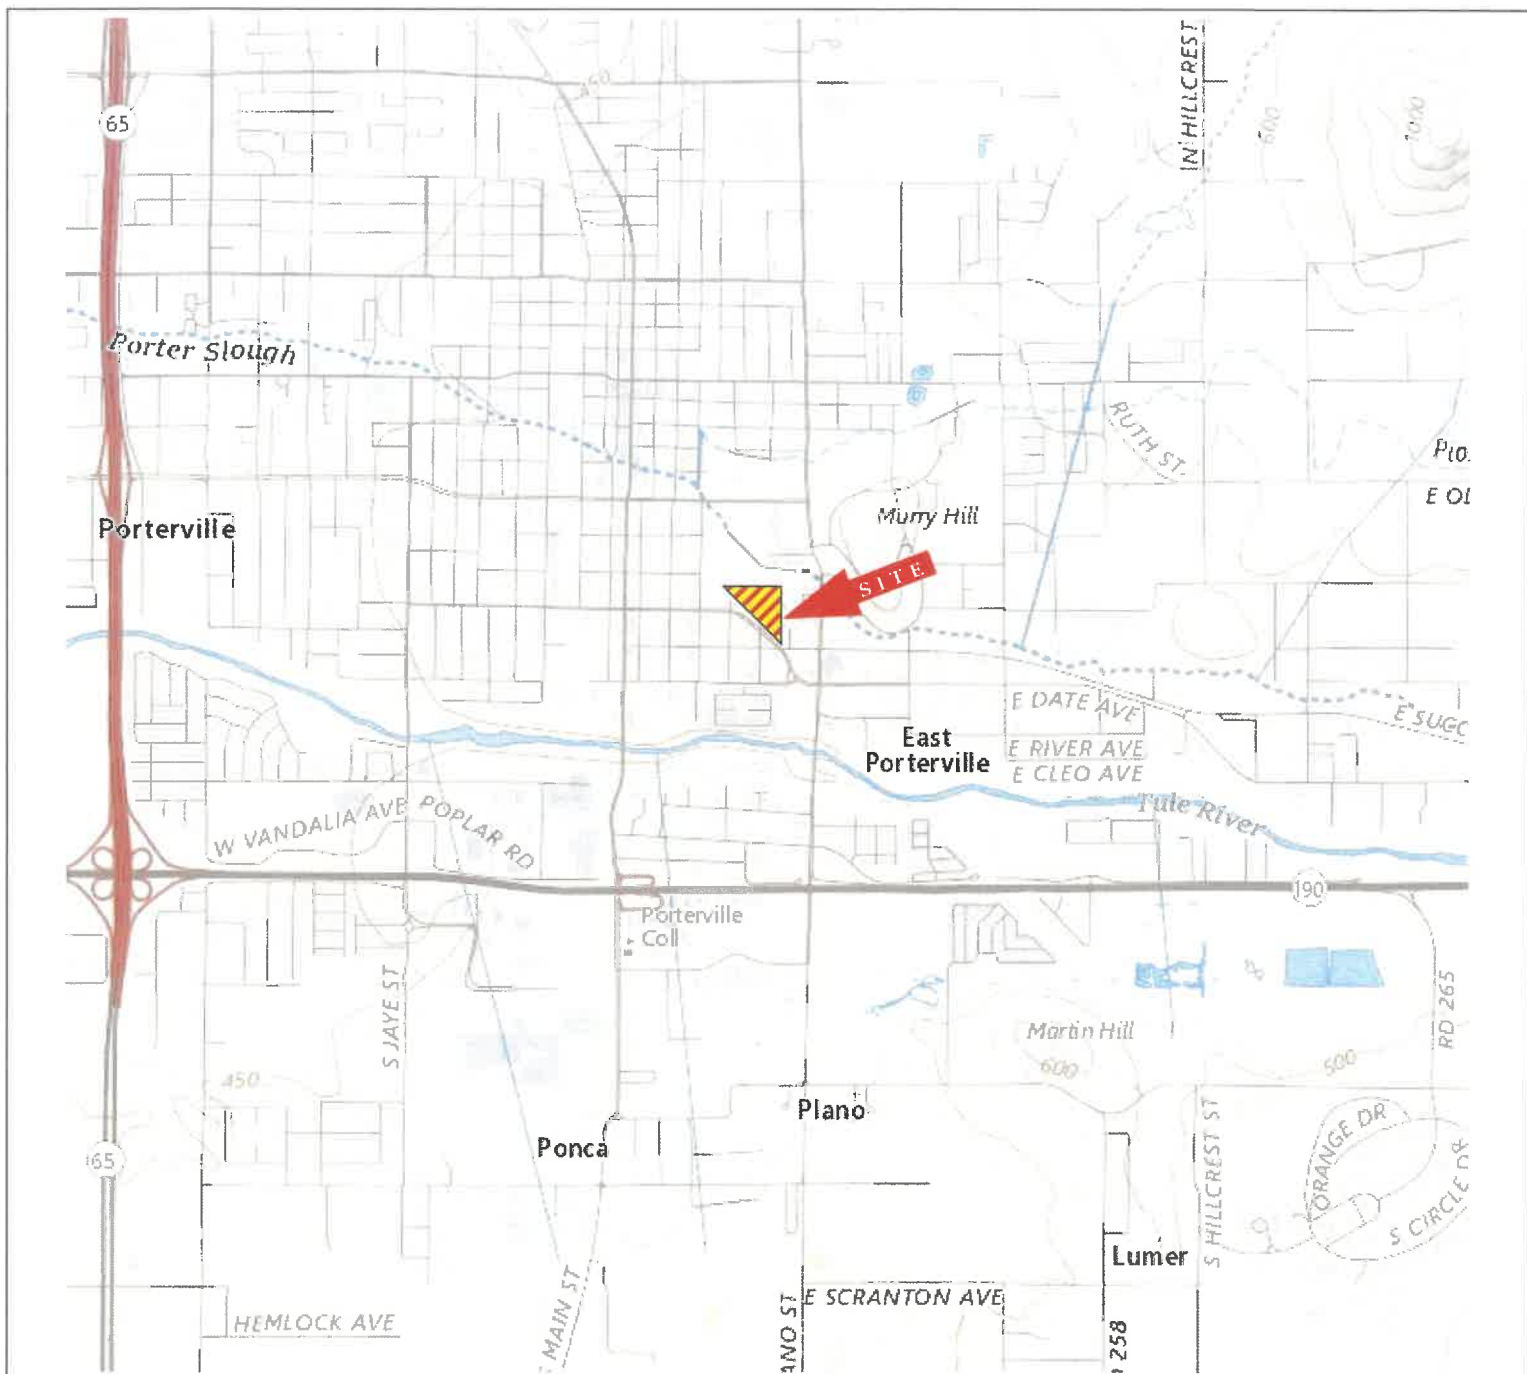 N HILLCREST
450
600
1000
65
Porter Slough
RUTH ST.
E OL
Porterville
Murry Hill
SITE
E DATE AVE
East
Porterville
E RIVER AVE
E CLEO AVE
Tule River
W VANDALIA AVE
POPLAR RD
190
Porterville
Coll
S JAYE ST
RD 265
Martin Hill
600
500
450
Plano
Ponca
65
S HILLCREST ST
ORANGE DR
S CIRCLE DR
Lumer
E SCRANTON AVE
HEMLOCK AVE
MAIN ST
ANO ST
258